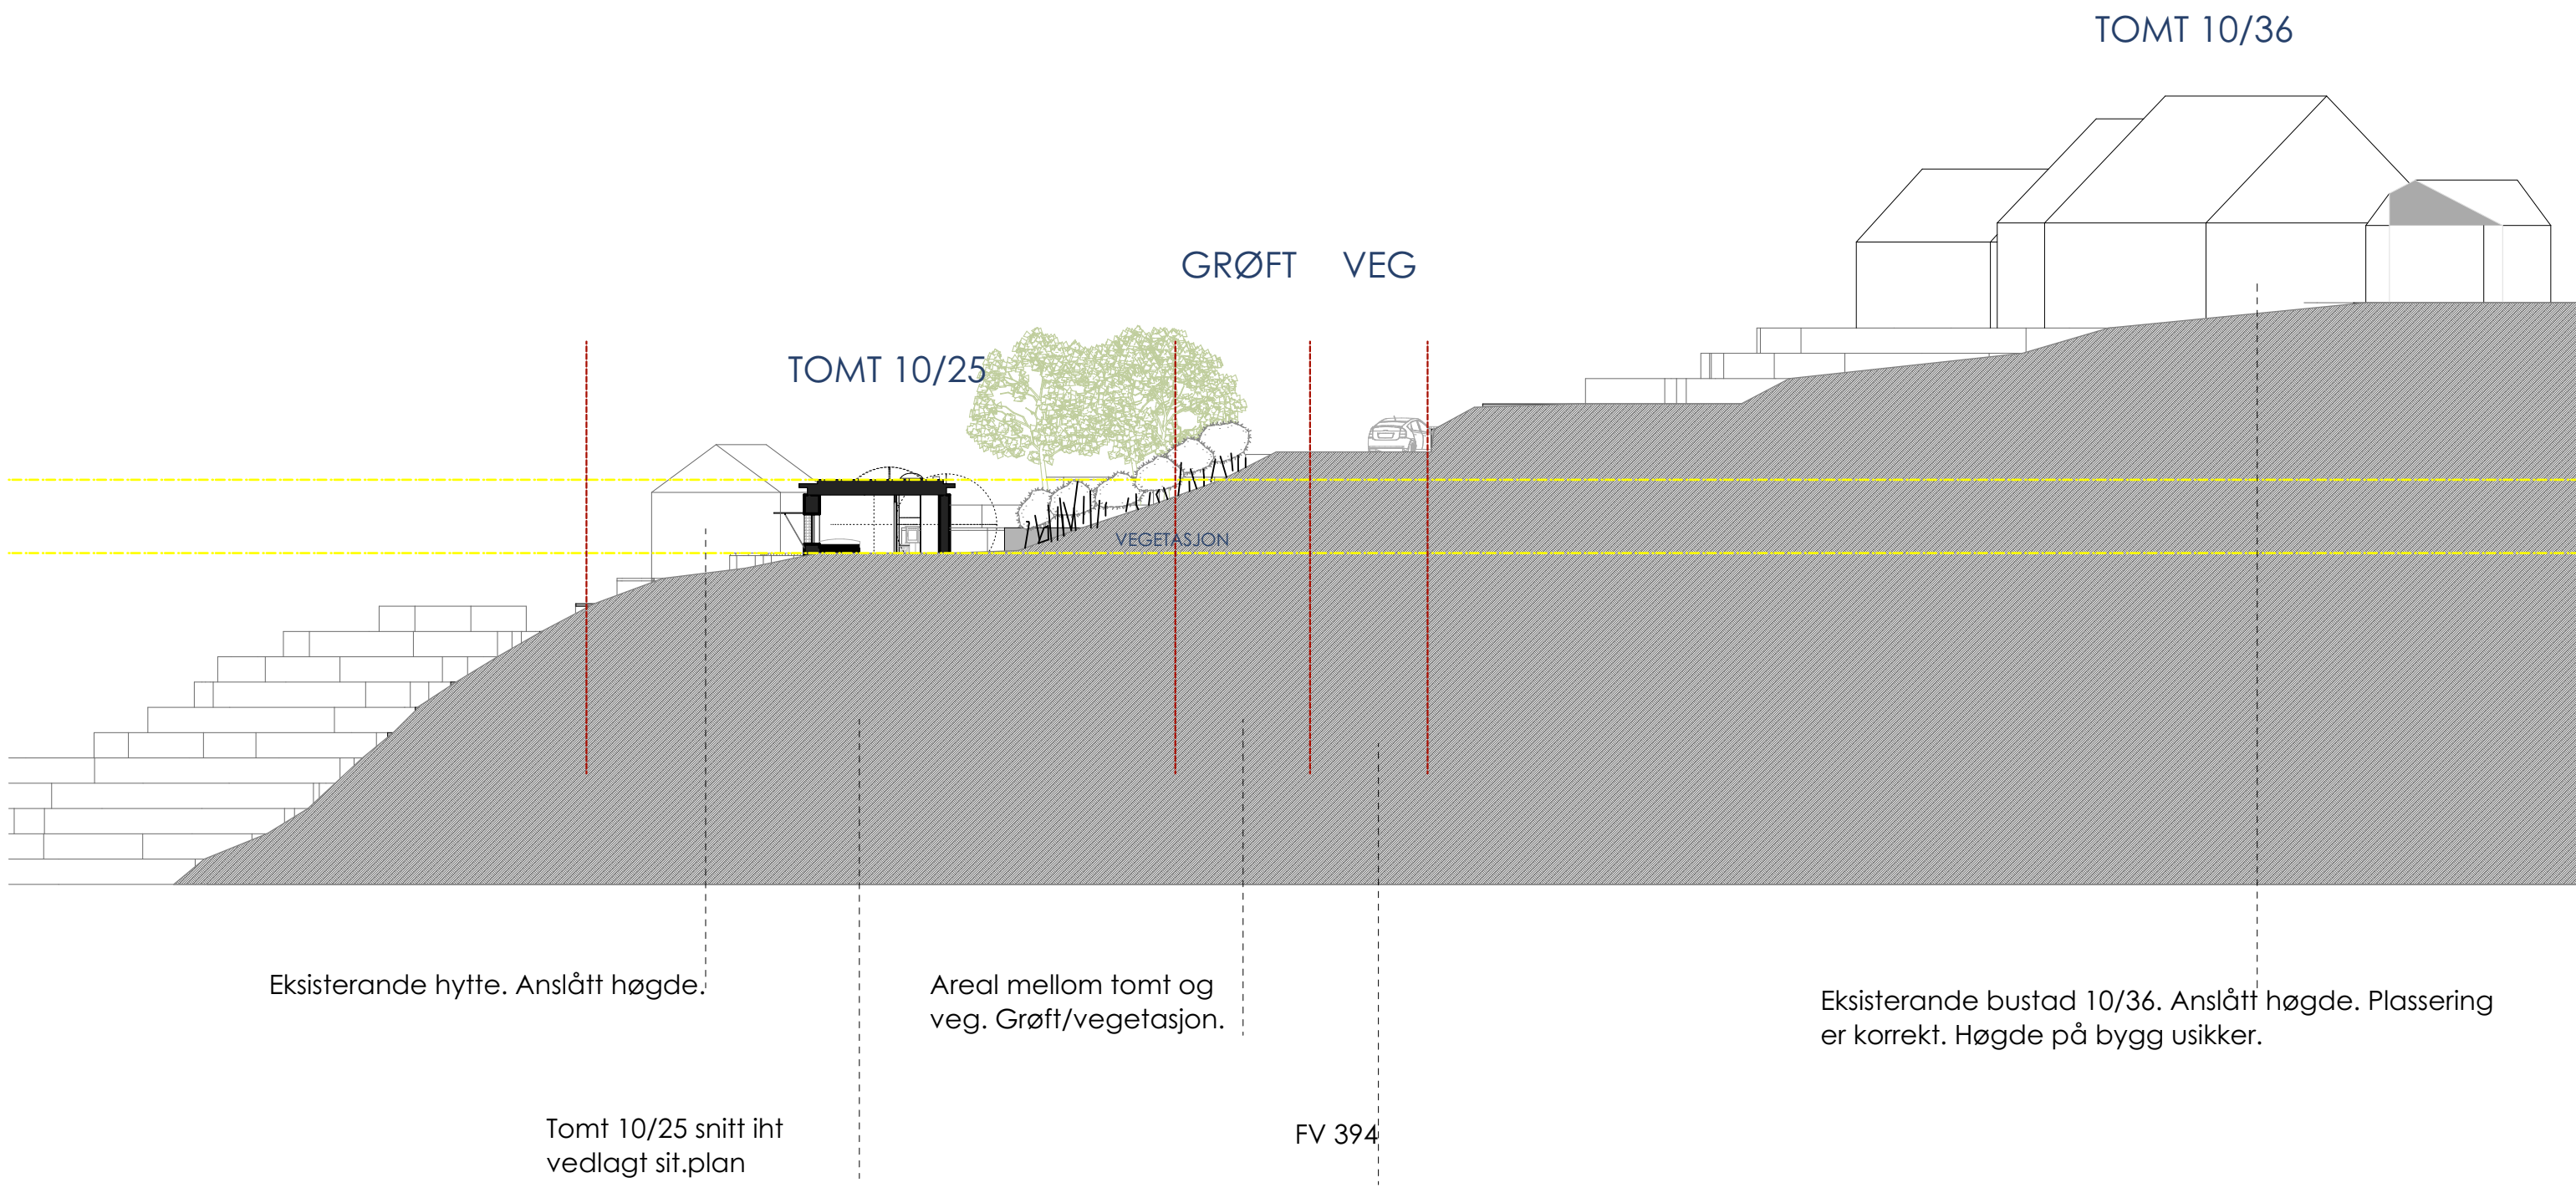 TOMT 10/36
GRØFT
VEG
TOMT 10/25
VEGETASJON
Eksisterande hytte. Anslått høgde.
Areal mellom tomt og
veg. Grøft/vegetasjon.
Eksisterande bustad 10/36. Anslått høgde. Plassering
er korrekt. Høgde på bygg usikker.
Tomt 10/25 snitt iht
vedlagt sit.plan
FV 394